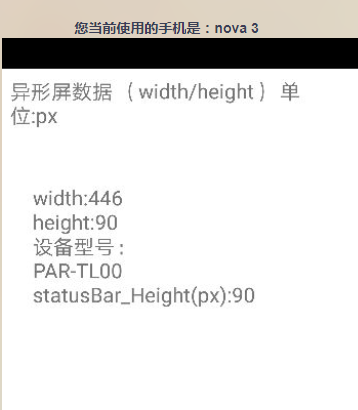 您当前使用的手机是：nova 3
异形屏数据 （width/height） 单
位:px
width:446
height:90
设备型号：
PAR-TL00
statusBar_Height(px):90